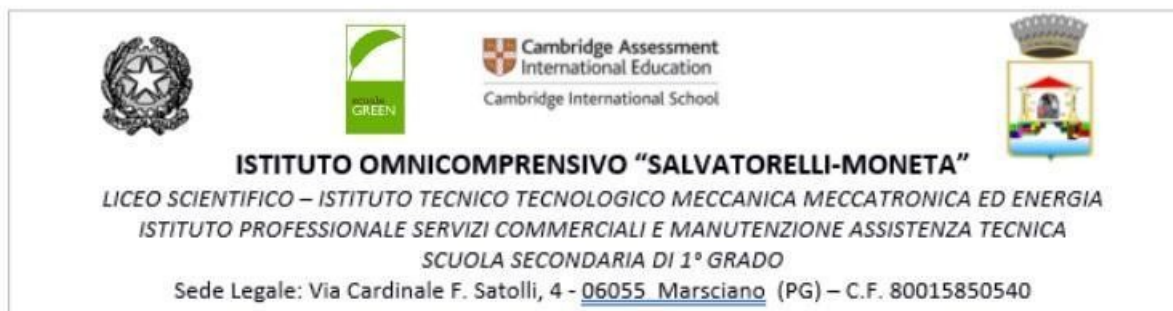 scuola
GREEN
Cambridge Assessment
International Education
Cambridge International School
ISTITUTO OMNICOMPRENSIVO “SALVATORELLI-MONETA”
LICEO SCIENTIFICO – ISTITUTO TECNICO TECNOLOGICO MECCANICA MECCATRONICA ED ENERGIA
ISTITUTO PROFESSIONALE SERVIZI COMMERCIALI E MANUTENZIONE ASSISTENZA TECNICA
SCUOLA SECONDARIA DI 1° GRADO
Sede Legale: Via Cardinale F. Satolli, 4 - 06055 Marsciano (PG) – C.F. 80015850540